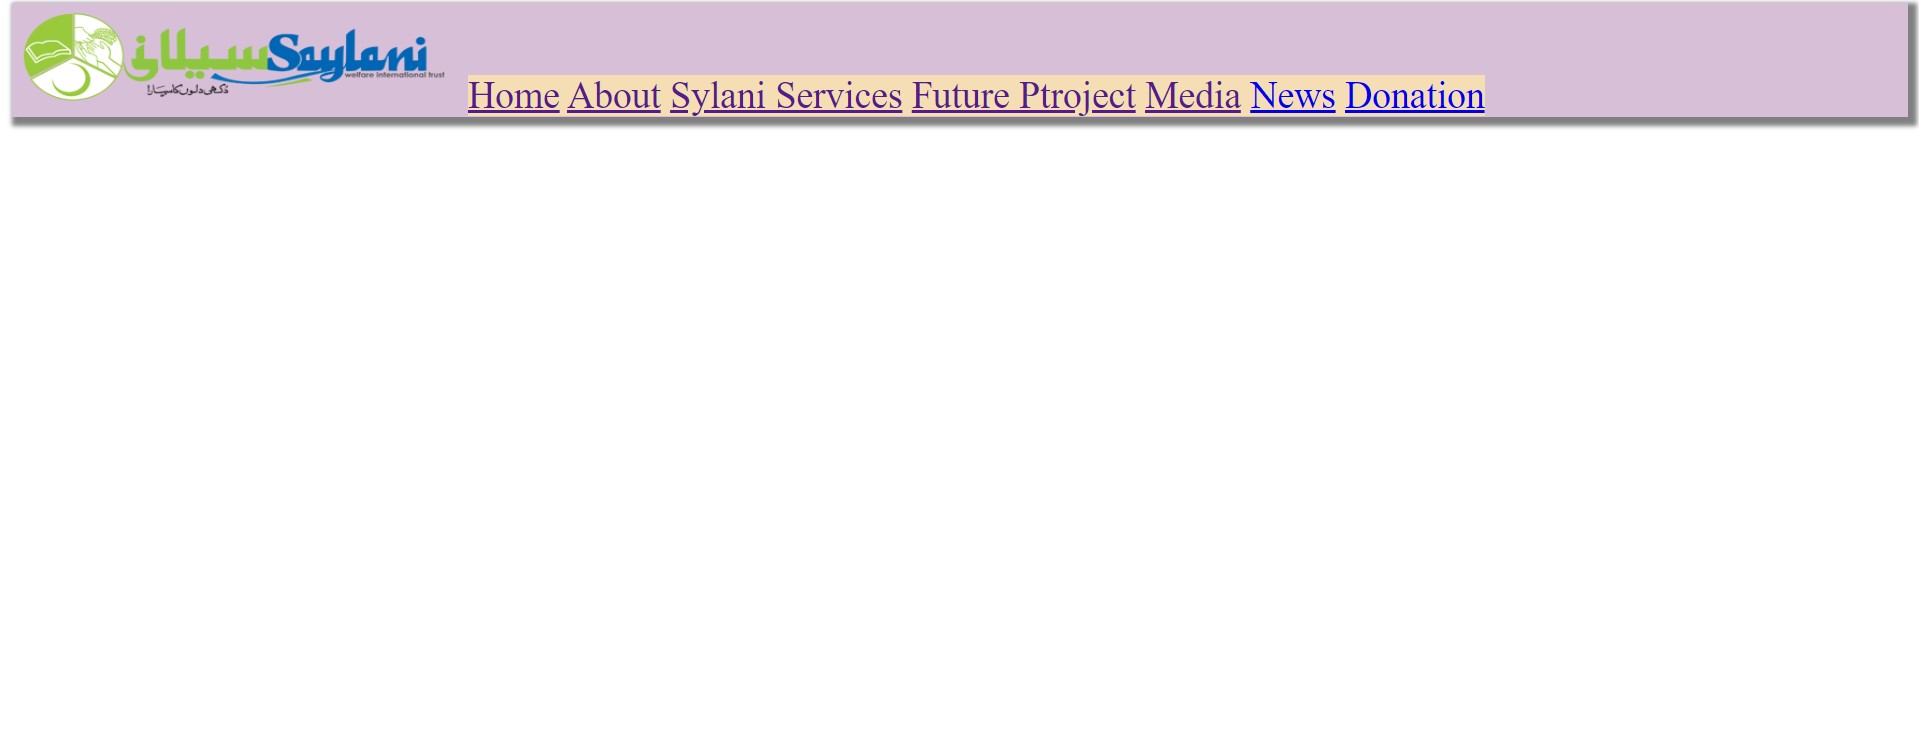 سیلانی Saylani
welfare international trust
دکھی دلوں کا سہارا
Home About Sylani Services Future Ptroject Media News Donation